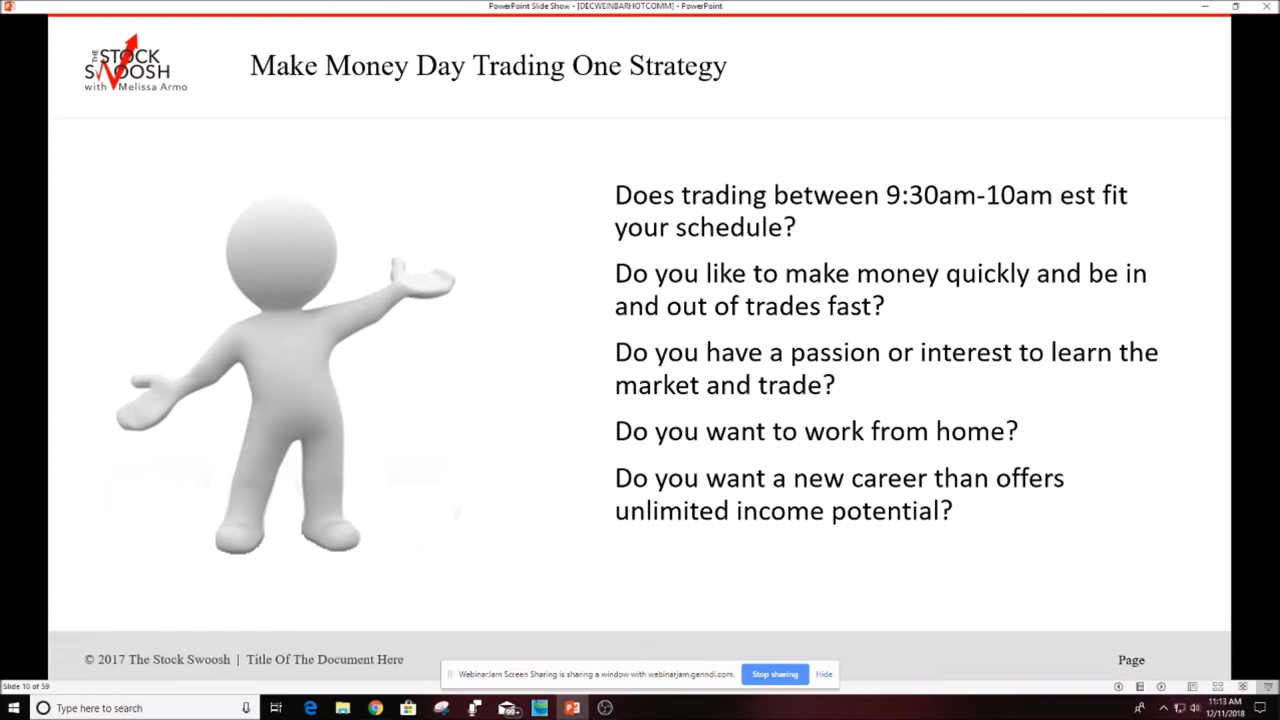 PowerPoint Slide Show - [DECWEINBARHOTCOMM] - PowerPoint
THE
STOCK
SWOOSH
with Melissa Armo
Make Money Day Trading One Strategy
Does trading between 9:30am-10am est fit
your schedule?
Do you like to make money quickly and be in
and out of trades fast?
Do you have a passion or interest to learn the
market and trade?
Do you want to work from home?
Do you want a new career than offers
unlimited income potential?
© 2017 The Stock Swoosh | Title Of The Document Here
Page
WebinarJam Screen Sharing is sharing a window with webinarjam.genndi.com.
Stop sharing
Hide
Slide 10 of 59
Type here to search
99+
11:13 AM
12/11/2018